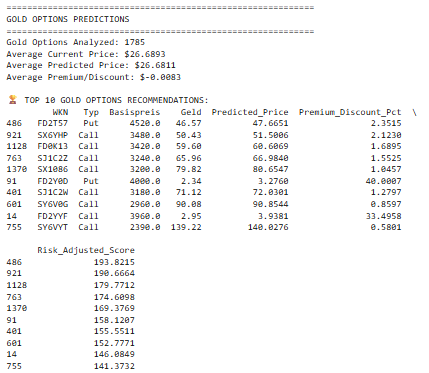 ============================================================
GOLD OPTIONS PREDICTIONS
============================================================
Gold Options Analyzed: 1785
Average Current Price: $26.6893
Average Predicted Price: $26.6811
Average Premium/Discount: $-0.0083
🏆 TOP 10 GOLD OPTIONS RECOMMENDATIONS:
WKN Typ Basispreis Geld Predicted_Price Premium_Discount_Pct \
486 FD2T57 Put 4520.0 46.57 47.6651 2.3515
921 SX6YHP Call 3480.0 50.43 51.5006 2.1230
1128 FD0K13 Call 3420.0 59.60 60.6069 1.6895
763 SJ1C2Z Call 3240.0 65.96 66.9840 1.5525
1370 SX1086 Call 3200.0 79.82 80.6547 1.0457
91 FD2Y0D Put 4000.0 2.34 3.2760 40.0007
401 SJ1C2W Call 3180.0 71.12 72.0301 1.2797
601 SY6V0G Call 2960.0 90.08 90.8544 0.8597
14 FD2YYF Call 3960.0 2.95 3.9381 33.4958
755 SY6VYT Call 2390.0 139.22 140.0276 0.5801
Risk_Adjusted_Score
486 193.8215
921 190.6664
1128 179.7712
763 174.6098
1370 169.3769
91 158.1207
401 155.5511
601 152.7771
14 146.0849
755 141.3732